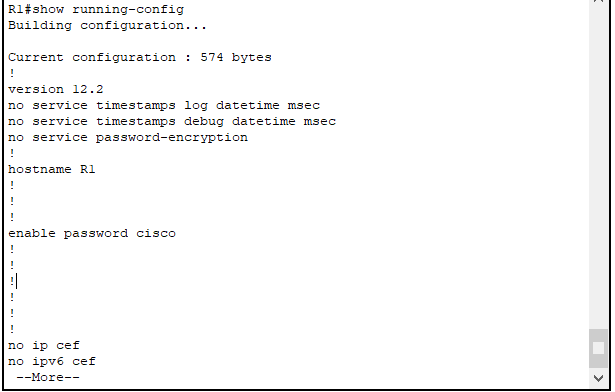 R1#show running-config
Building configuration...
Current configuration : 574 bytes
!
version 12.2
no service timestamps log datetime msec
no service timestamps debug datetime msec
no service password-encryption
!
hostname R1
!
!
!
enable password cisco
!
!
!
!
!
!
no ip cef
no ipv6 cef
--More--